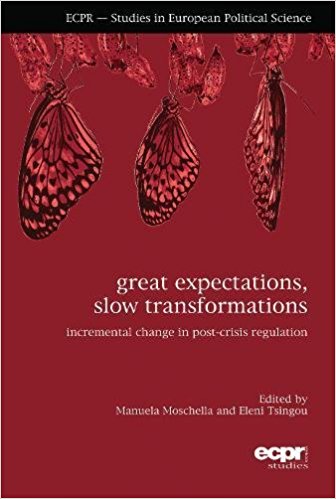 ECPR — Studies in European Political Science
great expectations,
slow transformations
incremental change in post-crisis regulation
Edited by
Manuela Moschella and Eleni Tsingou
ecpr
studies